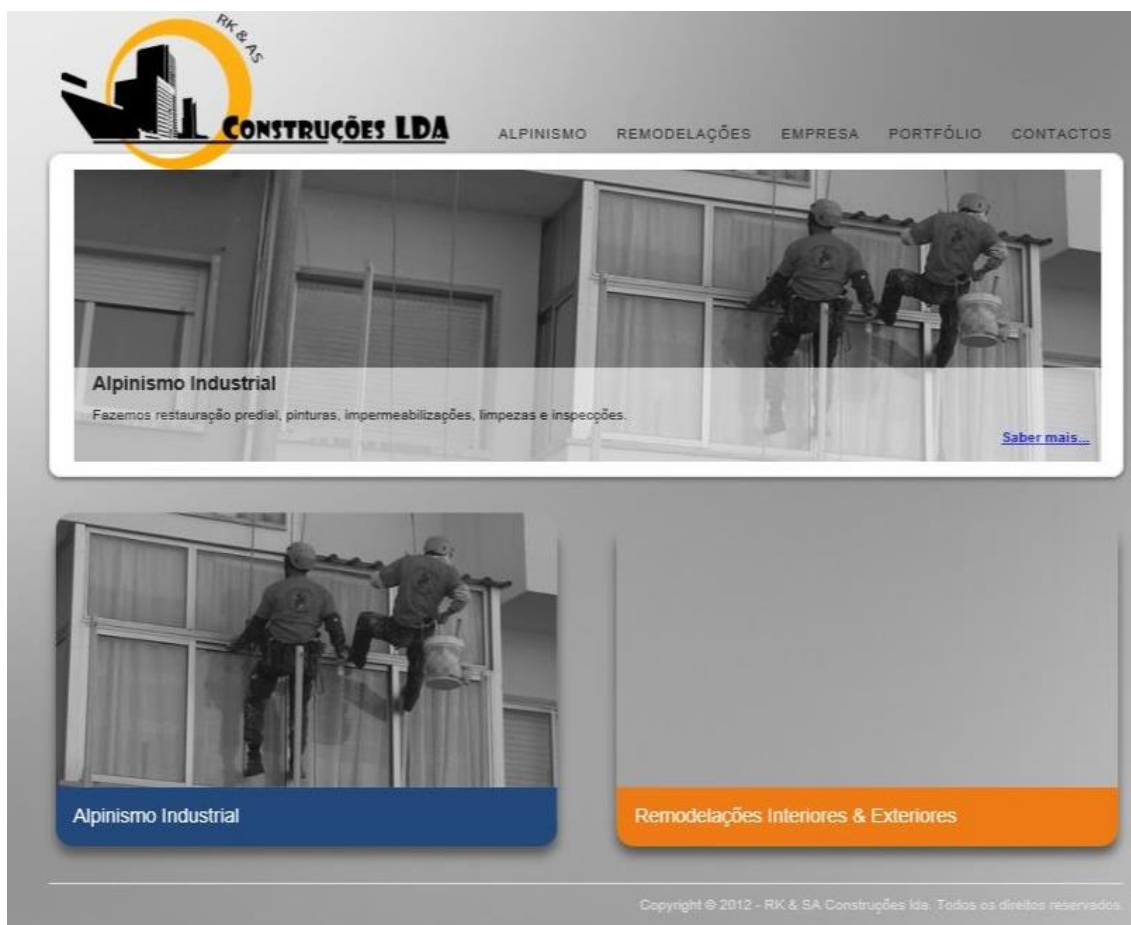 RK & AS
CONSTRUÇÕES LDA
ALPINISMO REMODELAÇÕES EMPRESA PORTFÓLIO CONTACTOS
Alpinismo Industrial
Fazemos restauração predial, pinturas, impermeabilizações, limpezas e inspecções.
Saber mais...
Alpinismo Industrial
Remodelações Interiores & Exteriores
Copyright © 2012 - RK & SA Construções lda. Todos os direitos reservados.